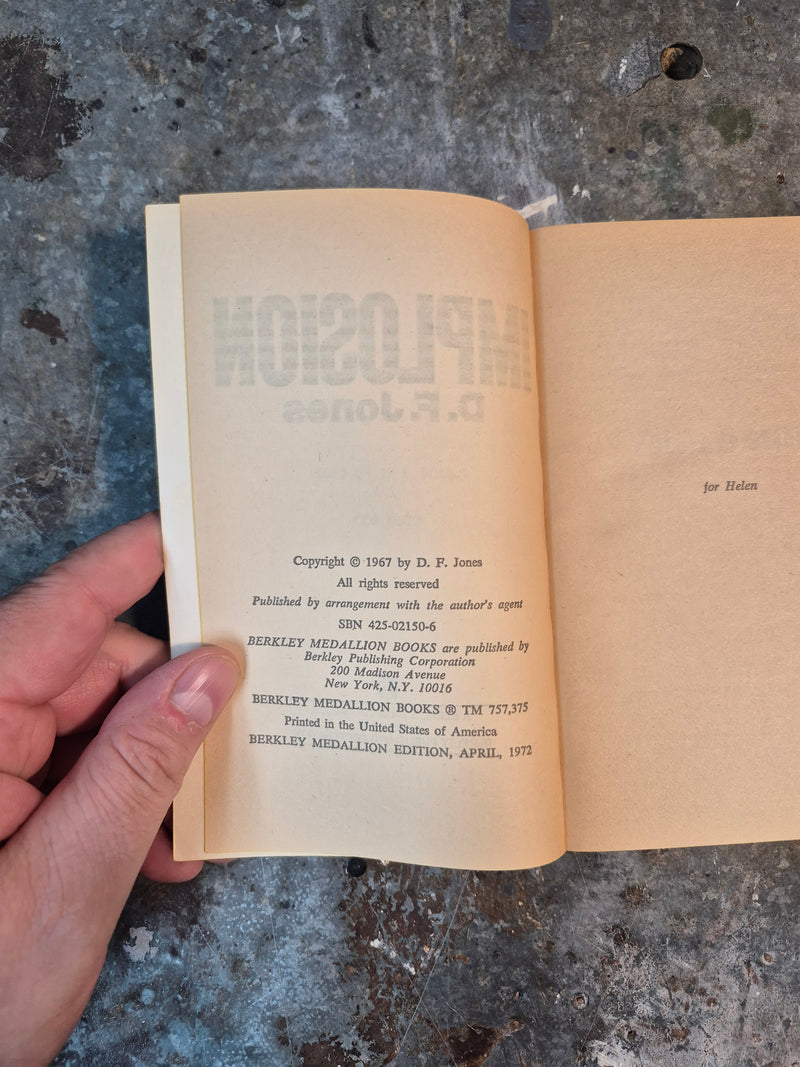 IMPLOSION
D. F. Jones
Copyright © 1967 by D. F. Jones
All rights reserved
Published by arrangement with the author's agent
SBN 425-02150-6
BERKLEY MEDALLION BOOKS are published by
Berkley Publishing Corporation
200 Madison Avenue
New York, N.Y. 10016
BERKLEY MEDALLION BOOKS ® TM 757,375
Printed in the United States of America
BERKLEY MEDALLION EDITION, APRIL, 1972
for Helen